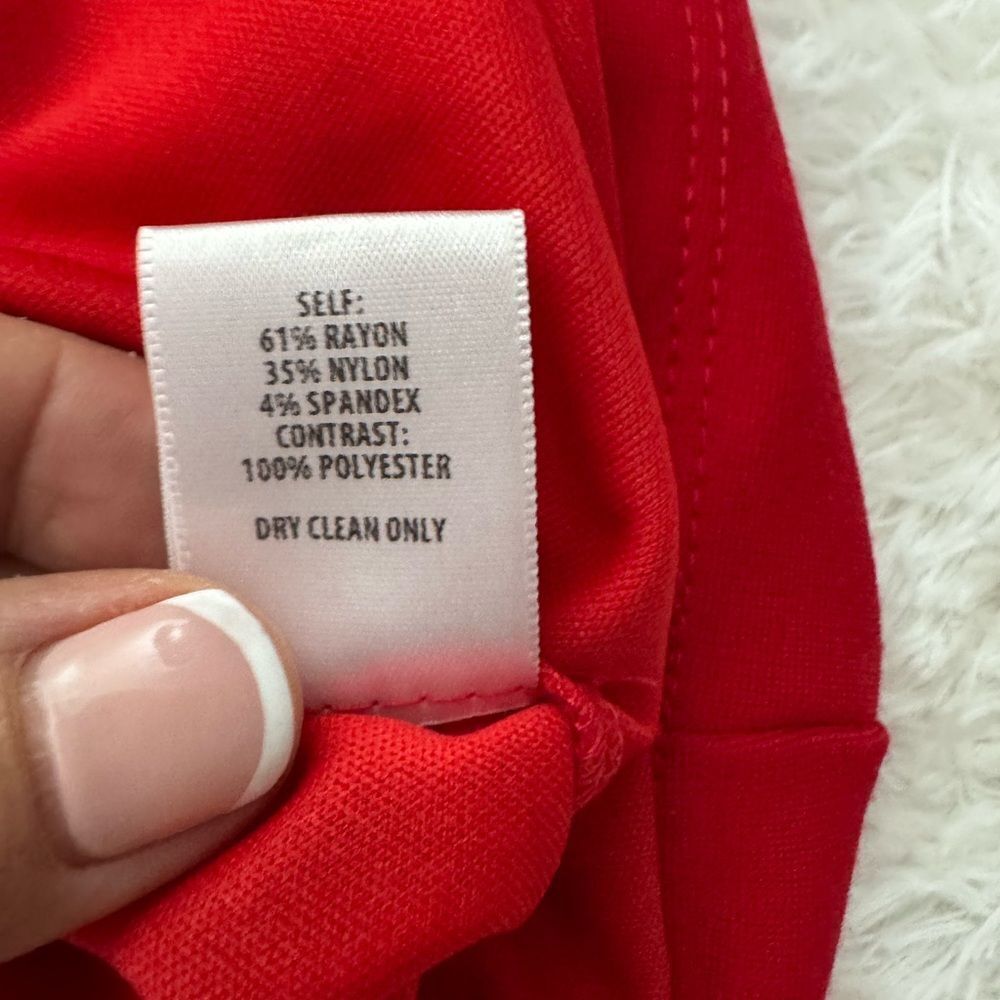 SELF:
61% RAYON
35% NYLON
4% SPANDEX
CONTRAST:
100% POLYESTER
DRY CLEAN ONLY